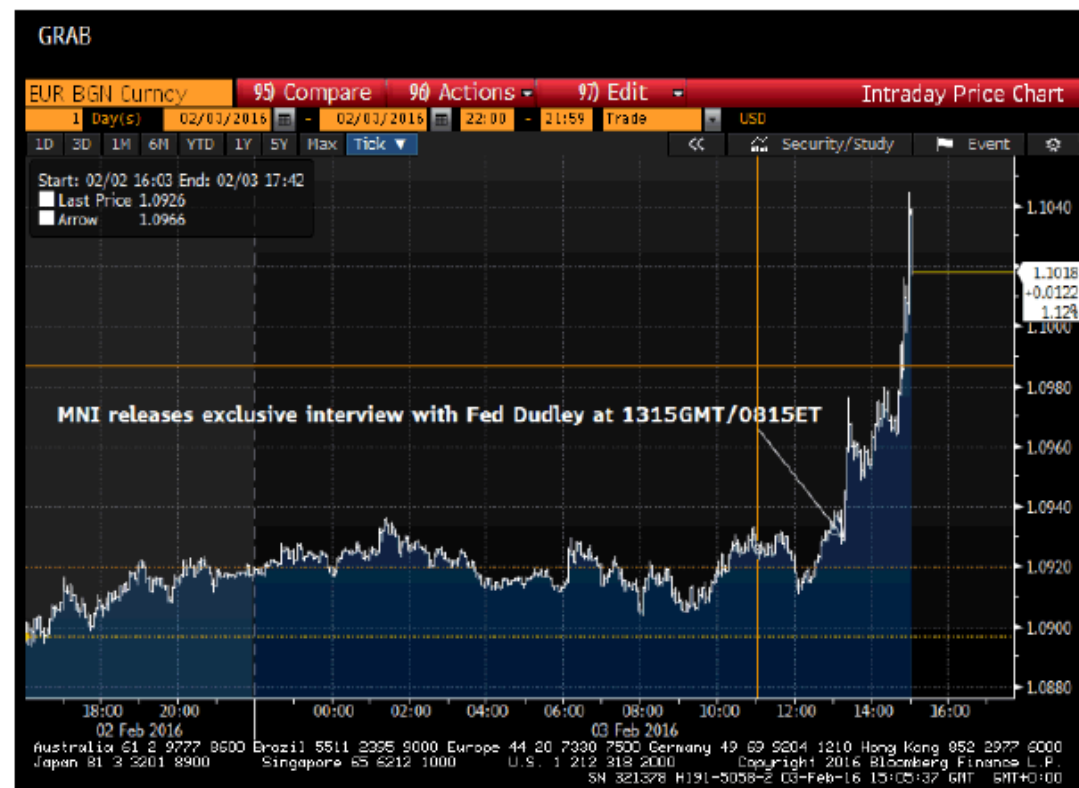 GRAB
EUR BGN Curncy 95) Compare 96) Actions 97) Edit Intraday Price Chart
1 Day(s) 02/03/2016 - 02/03/2016 22:00 - 21:59 Trade USD
1D 3D 1M 6M YTD 1Y 5Y Max Tick ▼ << Security/Study Event
Start: 02/02 16:03 End: 02/03 17:42
Last Price 1.0926
Arrow 1.0966
1.1040
1.1018
+0.0122
1.1000
1.0980
MNI releases exclusive interview with Fed Dudley at 1315GMT/0815ET
1.0960
1.0940
1.0920
1.0900
1.0880
18:00 20:00 00:00 02:00 04:00 06:00 08:00 10:00 12:00 14:00 16:00
02 Feb 2016 03 Feb 2016
Australia 61 2 9777 8600 Brazil 5511 2395 9000 Europe 44 20 7330 7500 Germany 49 69 9204 1210 Hong Kong 852 2977 6000
Japan 81 3 3201 8900 Singapore 65 6212 1000 U.S. 1 212 318 2000 Copyright 2016 Bloomberg Finance L.P.
SN 321378 H191-5058-2 03-Feb-16 15:05:37 GMT GMT+0:00